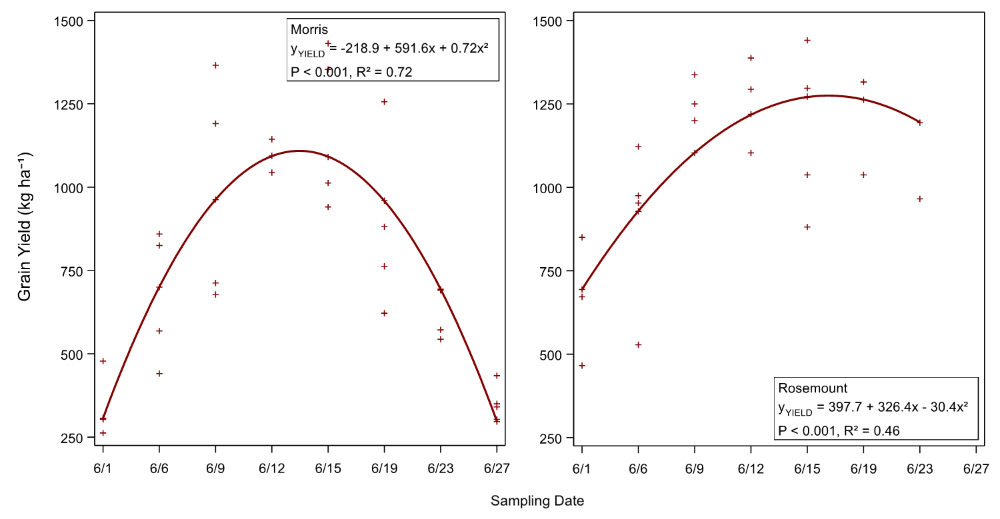 Grain Yield (kg ha⁻¹)
1500
1250
1000
750
500
250
Morris
yYIELD = -218.9 + 591.6x + 0.72x²
P < 0.001, R² = 0.72
6/1 6/6 6/9 6/12 6/15 6/19 6/23 6/27
1500
1250
1000
750
500
250
Rosemount
yYIELD = 397.7 + 326.4x - 30.4x²
P < 0.001, R² = 0.46
6/1 6/6 6/9 6/12 6/15 6/19 6/23 6/27
Sampling Date